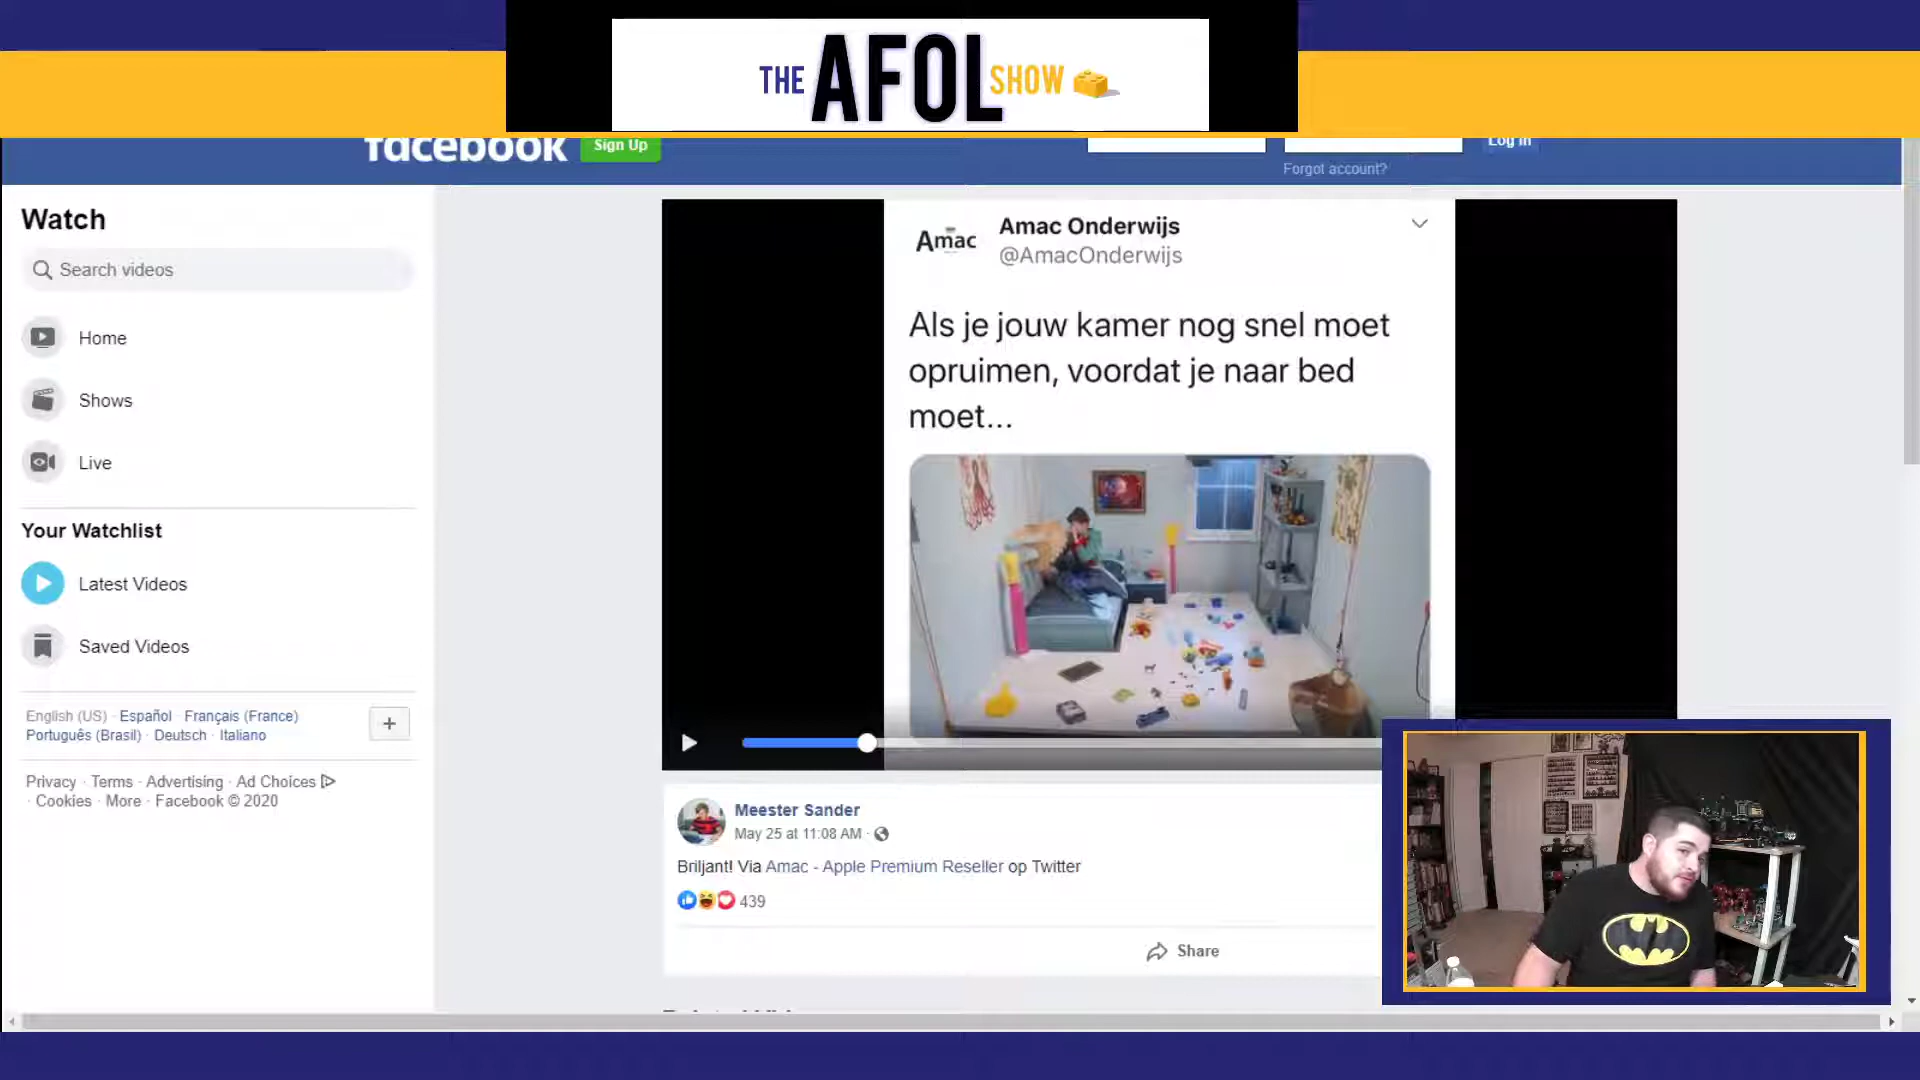 THE AFOL SHOW
facebook
Sign Up
Log In
Forgot account?
Watch
Search videos
Home
Shows
Live
Your Watchlist
Latest Videos
Saved Videos
English (US) · Español · Français (France)
Português (Brasil) · Deutsch · Italiano
+
Privacy · Terms · Advertising · Ad Choices
· Cookies · More · Facebook © 2020
Amac
Amac Onderwijs
@AmacOnderwijs
Als je jouw kamer nog snel moet
opruimen, voordat je naar bed
moet...
Meester Sander
May 25 at 11:08 AM ·
Briljant! Via Amac - Apple Premium Reseller op Twitter
439
Share